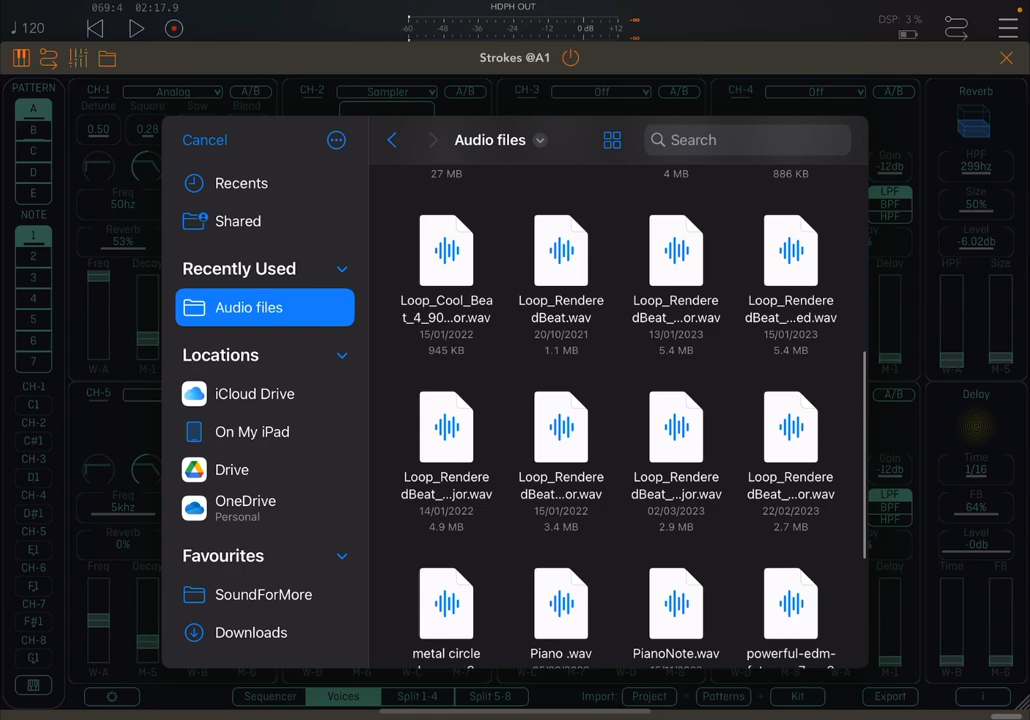 069:4 02:17.9
HDPH OUT
120
-60 -48 -36 -24 -12 0 dB +12
-∞
-∞
DSP: 3 %
Strokes @A1
PATTERN
A
B
C
D
E
NOTE
1
2
3
4
5
6
7
CH-1
C1
CH-2
C#1
CH-3
D1
CH-4
D#1
CH-5
E1
CH-6
F1
CH-7
F#1
CH-8
G1
CH-1 Analog A/B
Detune Square Saw Blend
0.50 0.28
Freq
50hz
Reverb
53%
Freq Decay
W-A M-1
CH-2 Sampler A/B
CH-3 Off A/B
CH-4 Off A/B
Gain
-12db
LPF
BPF
HPF
Delay
Reverb
HPF
299hz
Size
50%
Level
-6.02db
HPF Size
W-A M-5
CH-5
Freq
5khz
Reverb
0%
A/B
Gain
-12db
LPF
BPF
HPF
Delay
Delay
Time
1/16
FB
64%
Level
-0db
Time FB
Cancel
Recents
Shared
Recently Used
Audio files
Locations
iCloud Drive
On My iPad
Drive
OneDrive
Personal
Favourites
SoundForMore
Downloads
Audio files
Search
27 MB
4 MB
886 KB
Loop_Cool_Bea
t_4_90...or.wav
15/01/2022
945 KB
Loop_Rendere
dBeat.wav
20/10/2021
1.1 MB
Loop_Rendere
dBeat_...or.wav
13/01/2023
5.4 MB
Loop_Rendere
dBeat_...ed.wav
15/01/2023
5.4 MB
Loop_Rendere
dBeat_...jor.wav
14/01/2022
4.9 MB
Loop_Rendere
dBeat...or.wav
15/01/2022
3.4 MB
Loop_Rendere
dBeat_...jor.wav
02/03/2023
2.9 MB
Loop_Rendere
dBeat_...or.wav
22/02/2023
2.7 MB
metal circle
Piano .wav
PianoNote.wav
powerful-edm-
Sequencer
Voices
Split 1-4
Split 5-8
Import:
Project
=
Patterns
+
Kit
Export
i